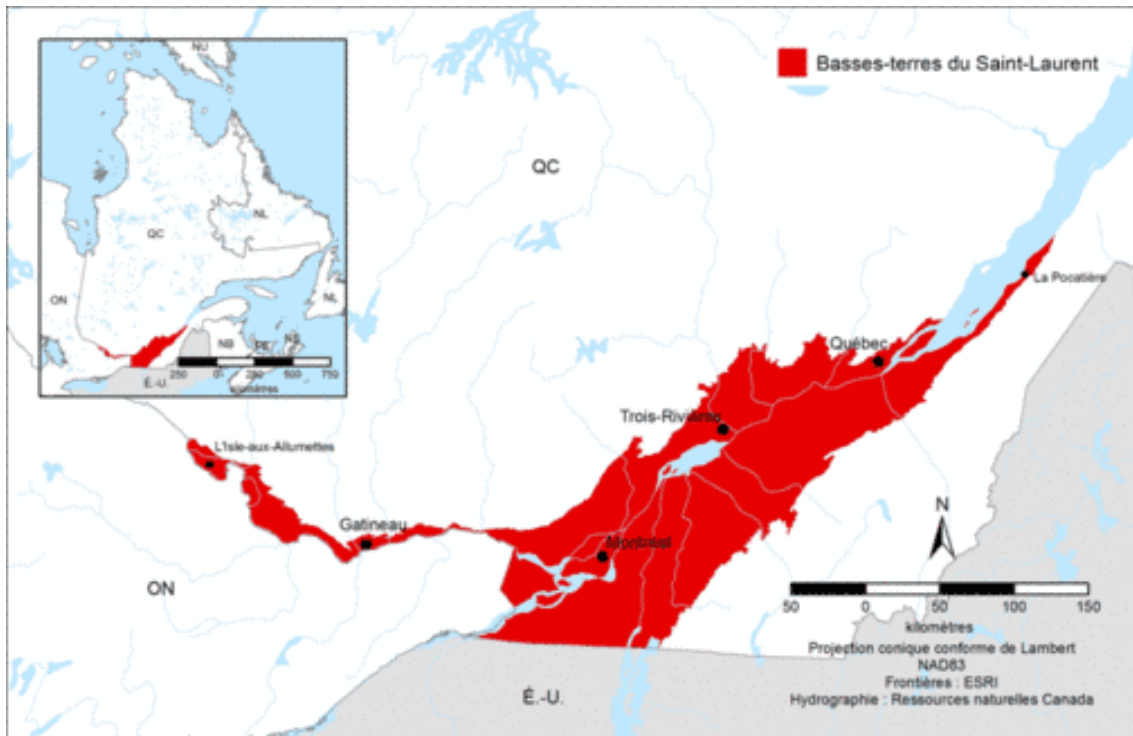 Basses-terres du Saint-Laurent
NU
QC
NL
QC
ON
NL
NB
PE
NS
250 0 250 500 750
kilomètres
É.-U.
La Pocatière
Québec
Trois-Rivières
L'Isle-aux-Allumettes
Gatineau
Montréal
N
ON
50 0 50 100 150
kilomètres
Projection conique conforme de Lambert
NAD83
Frontières : ESRI
Hydrographie : Ressources naturelles Canada
É.-U.